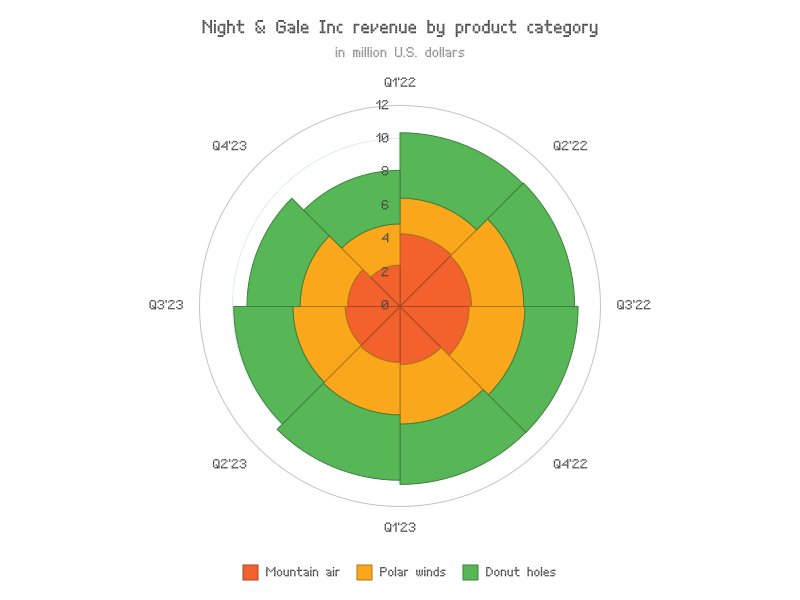 Night & Gale Inc revenue by product category
in million U.S. dollars
Q1'22
12
10
Q4'23
Q2'22
8
6
4
2
Q3'23
0
Q3'22
Q2'23
Q4'22
Q1'23
Mountain air
Polar winds
Donut holes